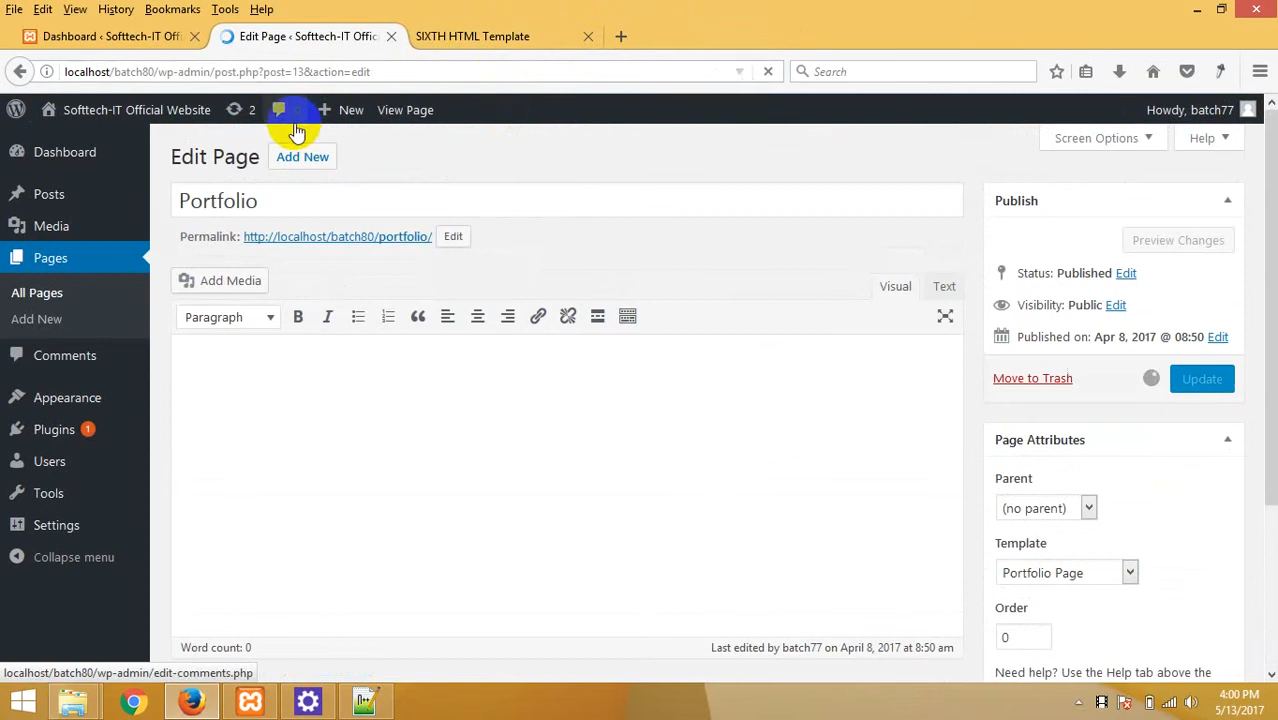 File Edit View History Bookmarks Tools Help
Dashboard ‹ Softtech-IT Offi
Edit Page ‹ Softtech-IT Offici
SIXTH HTML Template
localhost/batch80/wp-admin/post.php?post=13&action=edit
Search
Softtech-IT Official Website
2
New
View Page
Howdy, batch77
Dashboard
Posts
Media
Pages
All Pages
Add New
Comments
Appearance
Plugins 1
Users
Tools
Settings
Collapse menu
Screen Options
Help
Edit Page
Add New
Portfolio
Permalink: http://localhost/batch80/portfolio/ Edit
Add Media
Visual
Text
Paragraph
Word count: 0
Last edited by batch77 on April 8, 2017 at 8:50 am
Publish
Preview Changes
Status: Published Edit
Visibility: Public Edit
Published on: Apr 8, 2017 @ 08:50 Edit
Move to Trash
Update
Page Attributes
Parent
(no parent)
Template
Portfolio Page
Order
0
Need help? Use the Help tab above the
localhost/batch80/wp-admin/edit-comments.php
4:00 PM
5/13/2017